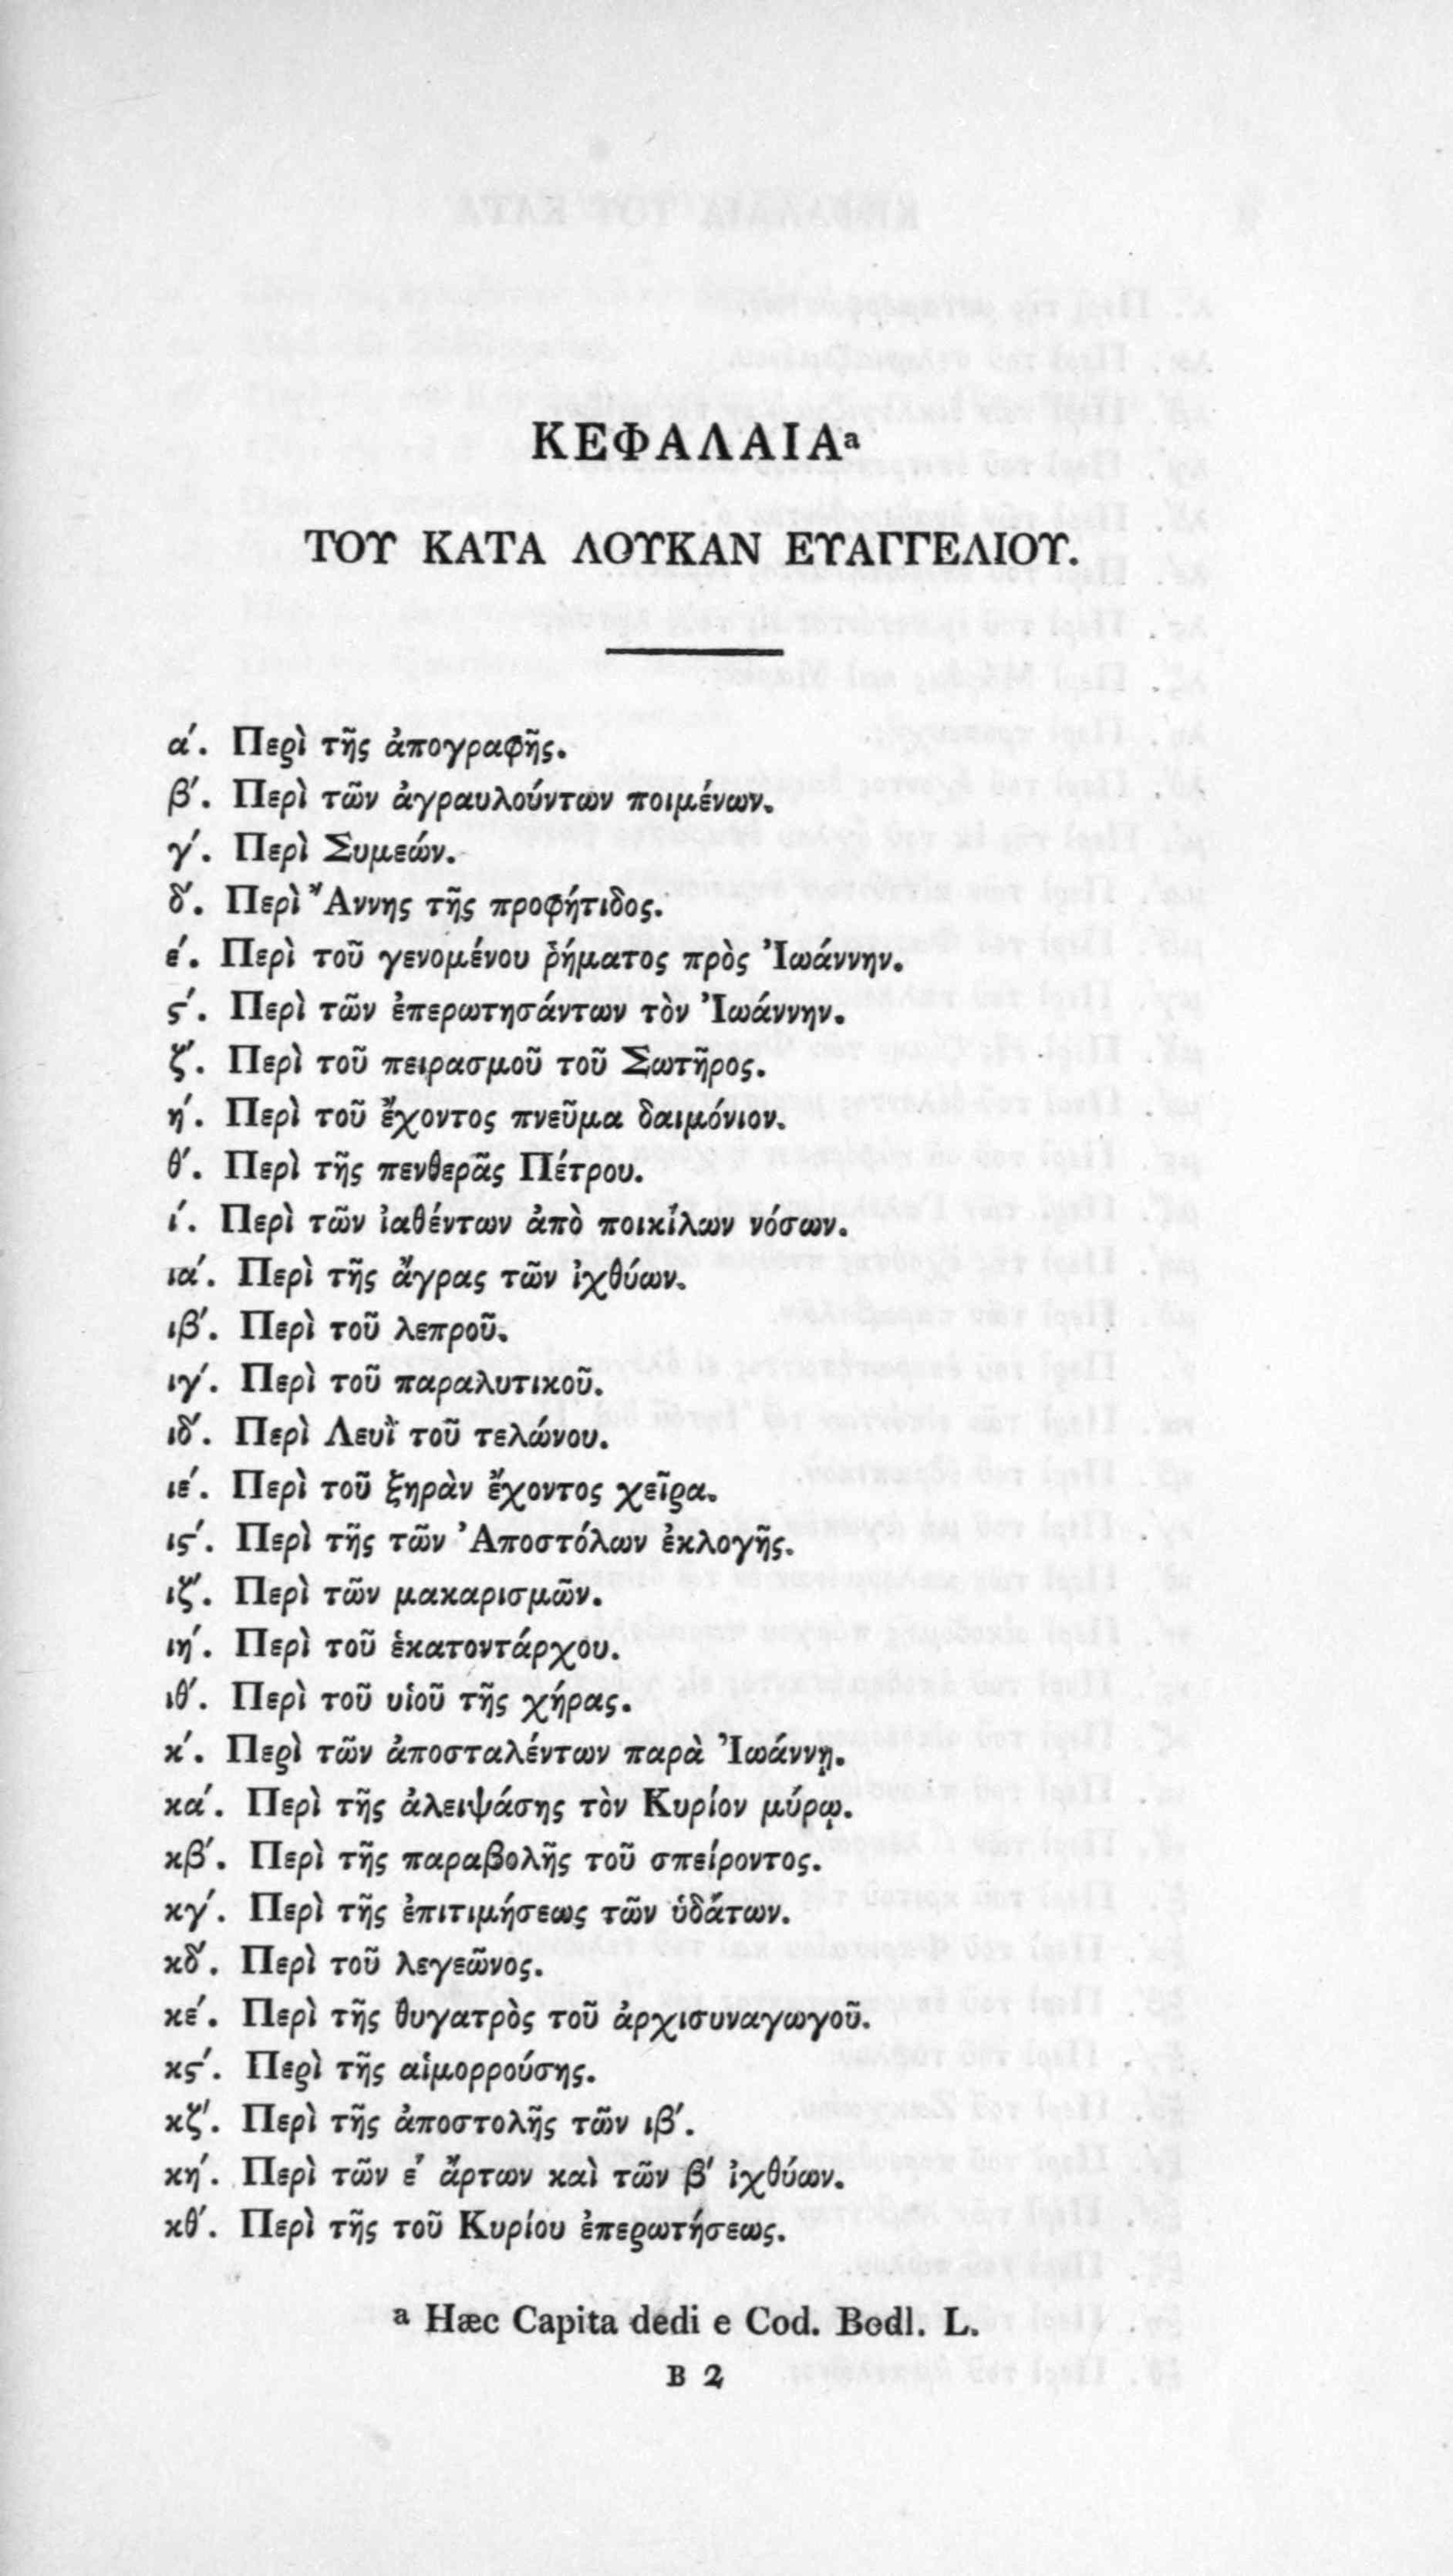 ΚΕΦΑΛΑΙΑᵃ
ΤΟΥ ΚΑΤΑ ΛΟΥΚΑΝ ΕΥΑΓΓΕΛΙΟΥ.
α΄. Περὶ τῆς ἀπογραφῆς.
β΄. Περὶ τῶν ἀγραυλούντων ποιμένων.
γ΄. Περὶ Συμεών.
δ΄. Περὶ Ἄννης τῆς προφήτιδος.
ε΄. Περὶ τοῦ γενομένου ῥήματος πρὸς Ἰωάννην.
ς΄. Περὶ τῶν ἐπερωτησάντων τὸν Ἰωάννην.
ζ΄. Περὶ τοῦ πειρασμοῦ τοῦ Σωτῆρος.
η΄. Περὶ τοῦ ἔχοντος πνεῦμα δαιμόνιον.
θ΄. Περὶ τῆς πενθερᾶς Πέτρου.
ι΄. Περὶ τῶν ἰαθέντων ἀπὸ ποικίλων νόσων.
ια΄. Περὶ τῆς ἄγρας τῶν ἰχθύων.
ιβ΄. Περὶ τοῦ λεπροῦ.
ιγ΄. Περὶ τοῦ παραλυτικοῦ.
ιδ΄. Περὶ Λευῒ τοῦ τελώνου.
ιε΄. Περὶ τοῦ ξηρὰν ἔχοντος χεῖρα.
ις΄. Περὶ τῆς τῶν Ἀποστόλων ἐκλογῆς.
ιζ΄. Περὶ τῶν μακαρισμῶν.
ιη΄. Περὶ τοῦ ἑκατοντάρχου.
ιθ΄. Περὶ τοῦ υἱοῦ τῆς χήρας.
κ΄. Περὶ τῶν ἀποσταλέντων παρὰ Ἰωάννῃ.
κα΄. Περὶ τῆς ἀλειψάσης τὸν Κυρίον μύρῳ.
κβ΄. Περὶ τῆς παραβολῆς τοῦ σπείροντος.
κγ΄. Περὶ τῆς ἐπιτιμήσεως τῶν ὑδάτων.
κδ΄. Περὶ τοῦ λεγεῶνος.
κε΄. Περὶ τῆς θυγατρὸς τοῦ ἀρχισυναγωγοῦ.
κς΄. Περὶ τῆς αἱμορρούσης.
κζ΄. Περὶ τῆς ἀποστολῆς τῶν ιβ΄.
κη΄. Περὶ τῶν ε΄ ἄρτων καὶ τῶν β΄ ἰχθύων.
κθ΄. Περὶ τῆς τοῦ Κυρίου ἐπερωτήσεως.
ᵃ Hæc Capita dedi e Cod. Bodl. L.
B 2